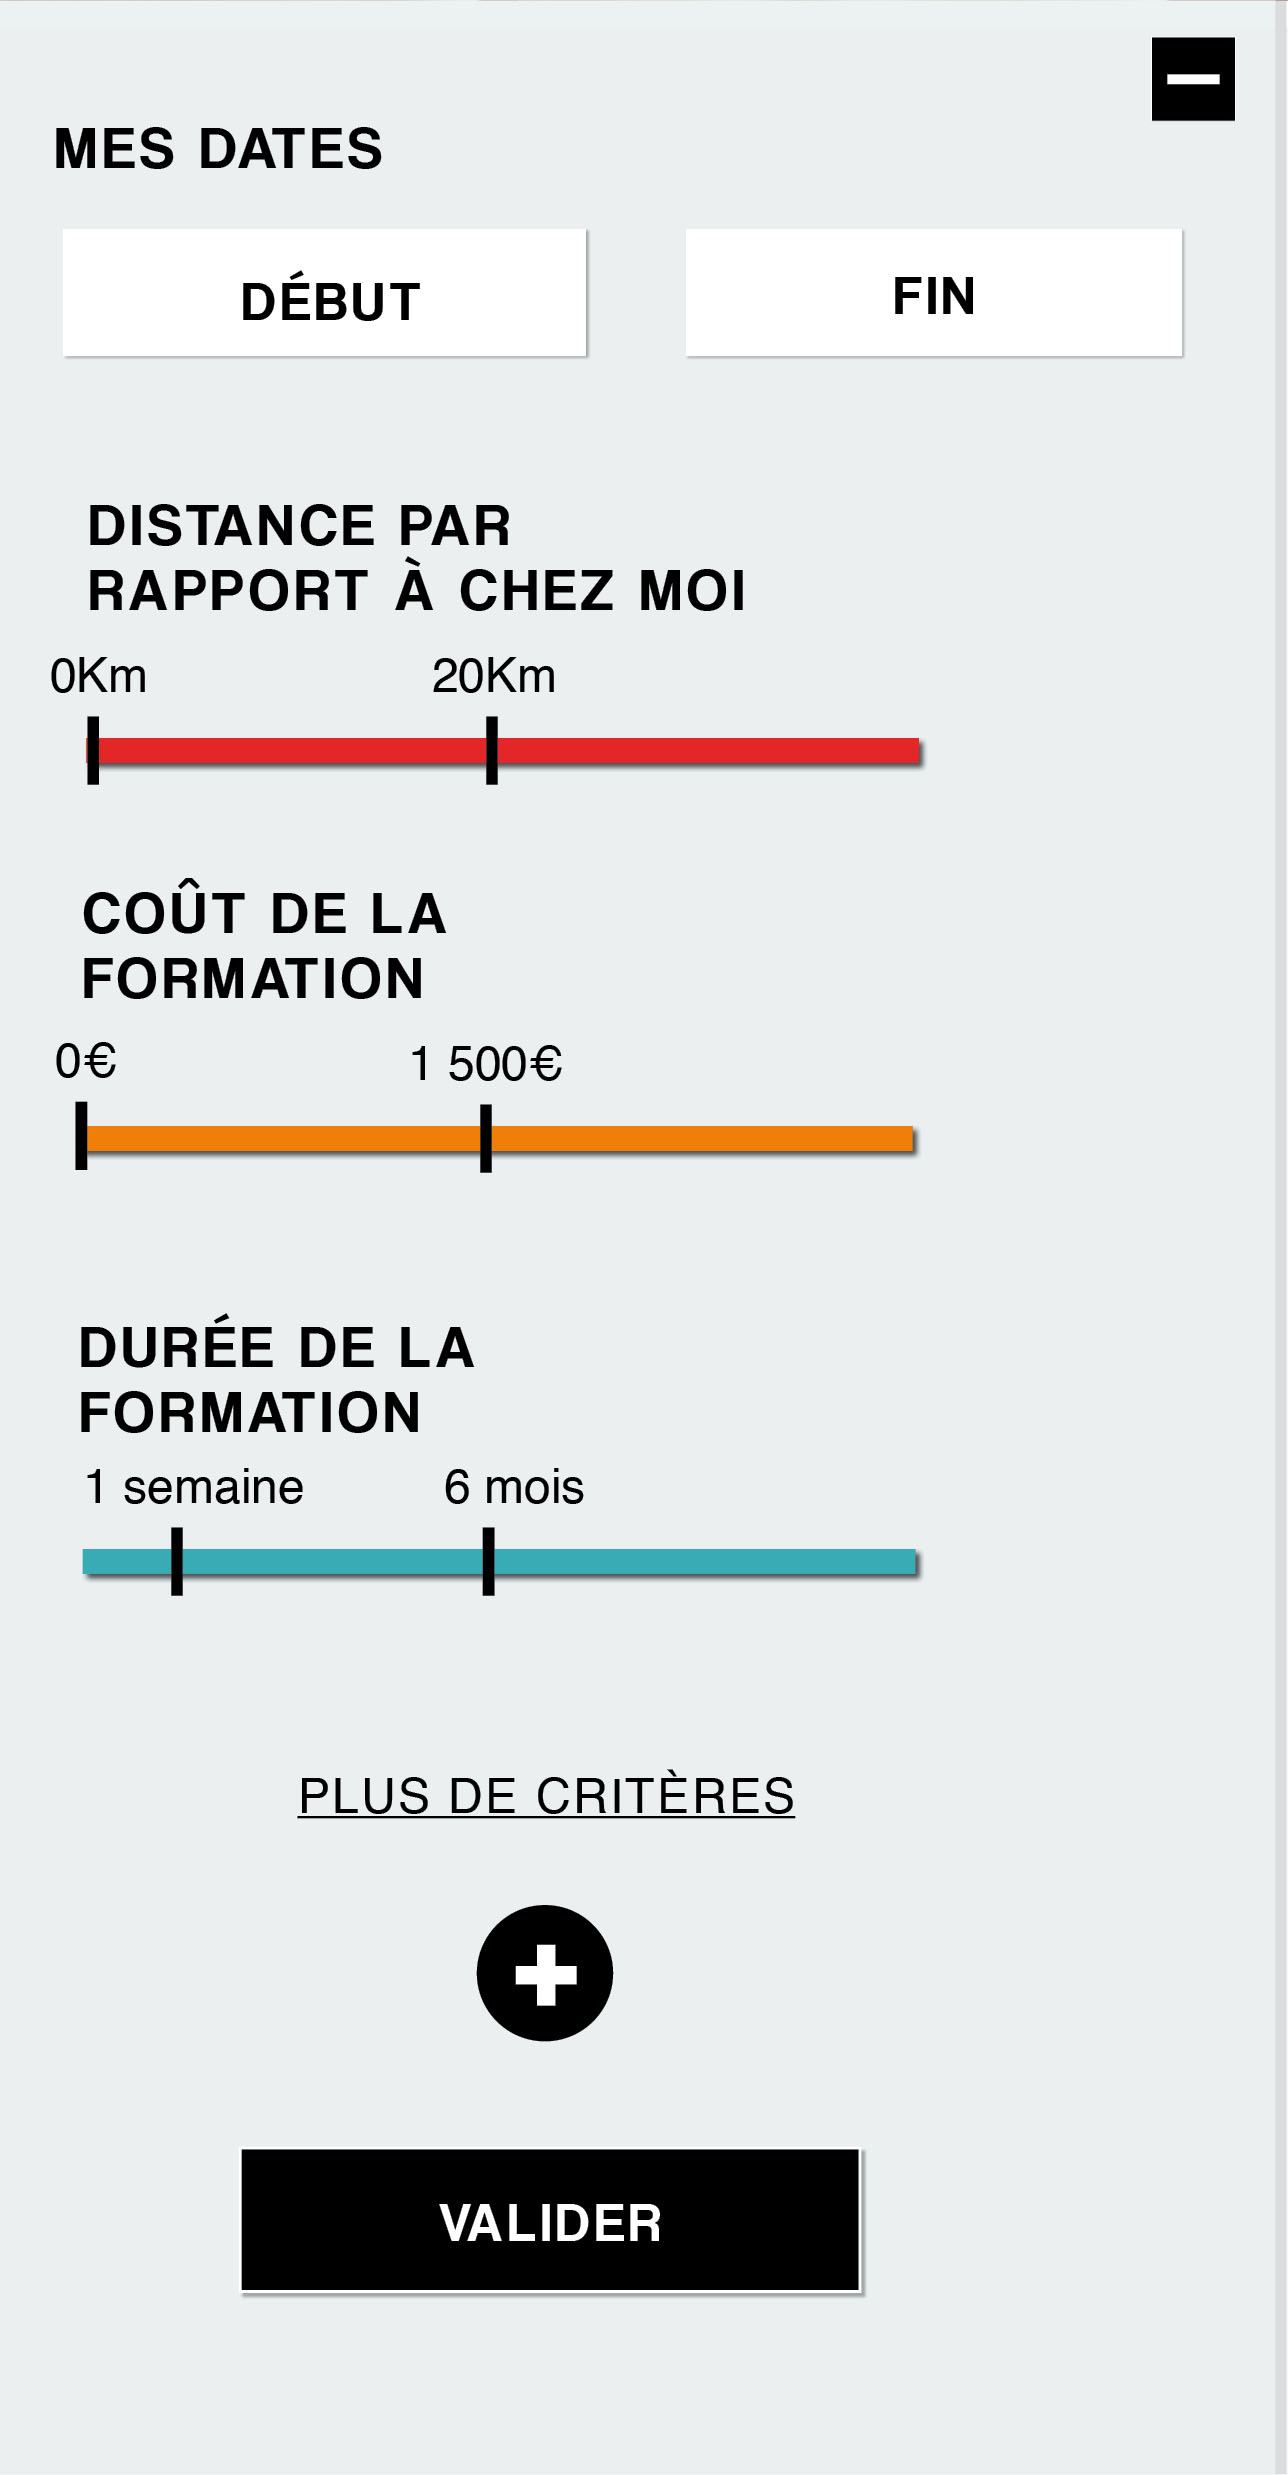 MES DATES
DÉBUT
FIN
DISTANCE PAR
RAPPORT À CHEZ MOI
0Km
20Km
COÛT DE LA
FORMATION
0€
1 500€
DURÉE DE LA
FORMATION
1 semaine
6 mois
PLUS DE CRITÈRES
VALIDER